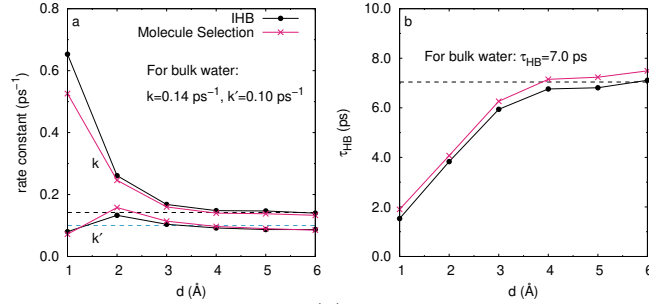 a
IHB
Molecule Selection
For bulk water:
k=0.14 ps⁻¹, k′=0.10 ps⁻¹
k
k′
rate constant (ps⁻¹)
0.8
0.6
0.4
0.2
0.0
1 2 3 4 5 6
d (Å)
b
For bulk water: τHB=7.0 ps
τHB (ps)
10.0
8.0
6.0
4.0
2.0
0.0
1 2 3 4 5 6
d (Å)